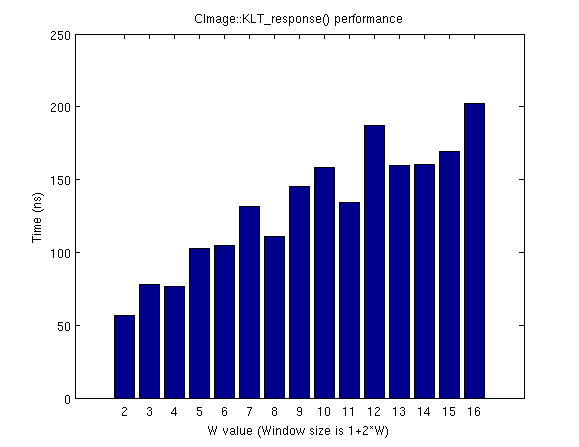 CImage::KLT_response() performance
250
200
150
100
50
0
Time (ns)
2 3 4 5 6 7 8 9 10 11 12 13 14 15 16
W value (Window size is 1+2*W)